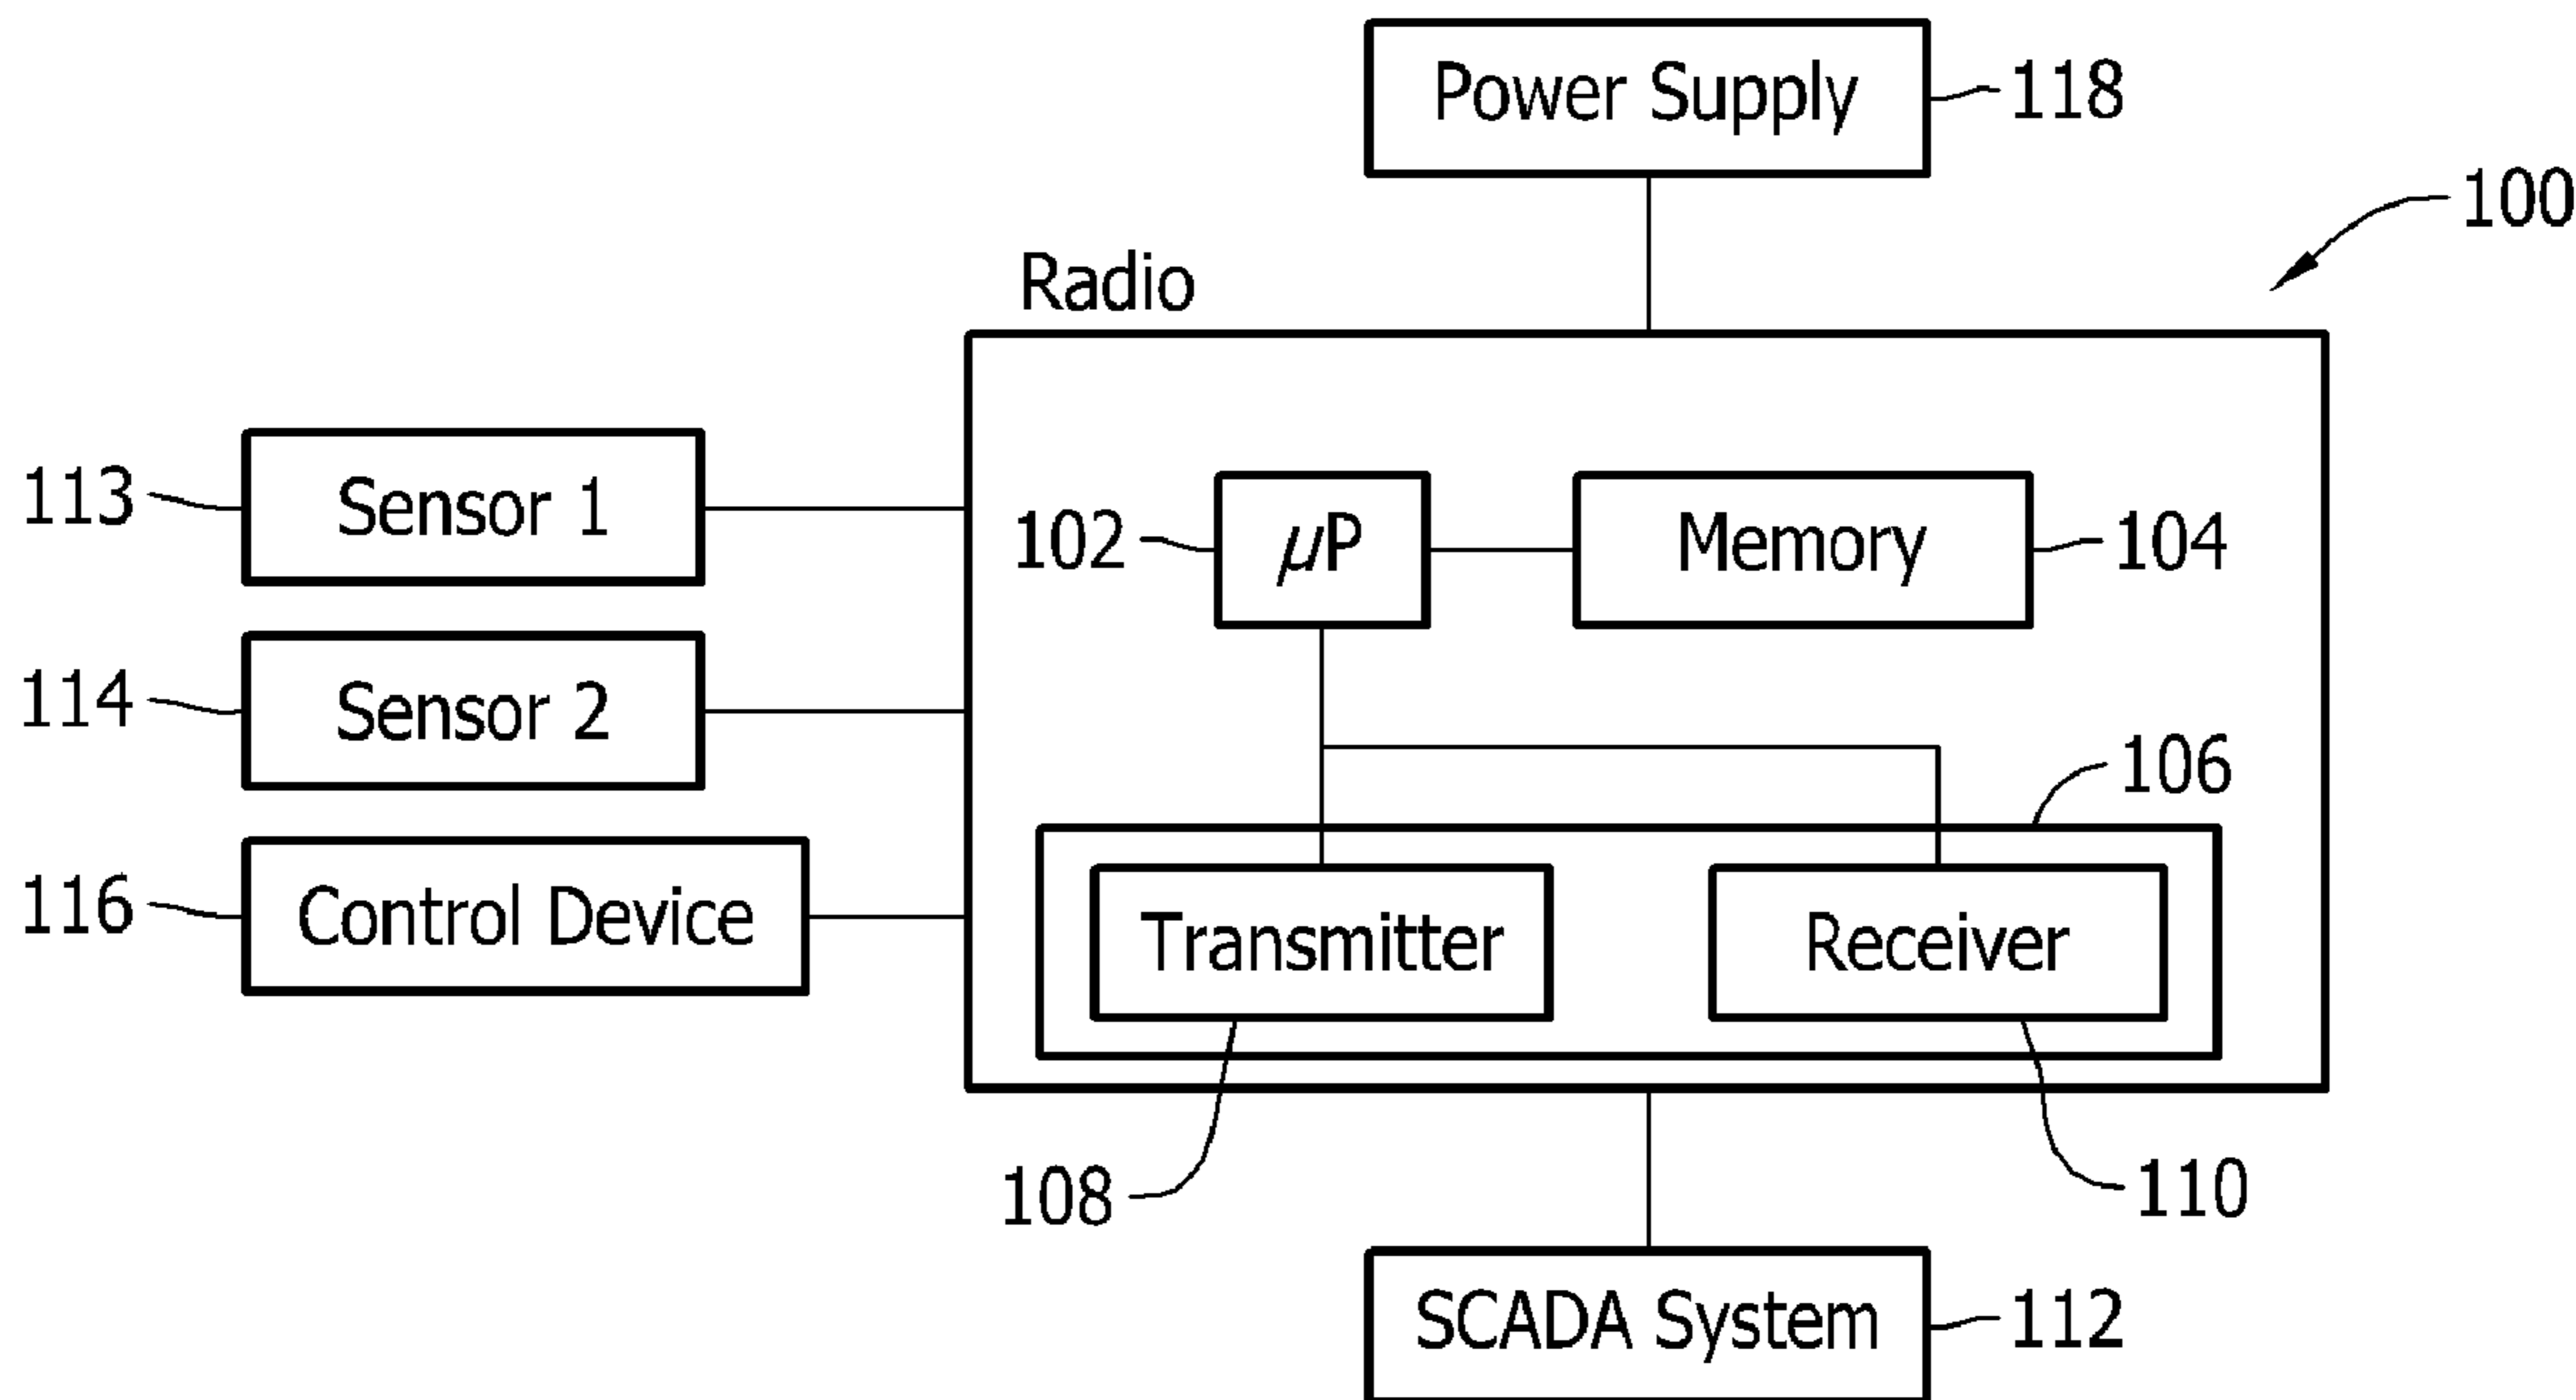 Power Supply
118
100
Radio
113
Sensor 1
102
µP
Memory
104
114
Sensor 2
106
116
Control Device
Transmitter
Receiver
108
110
SCADA System
112